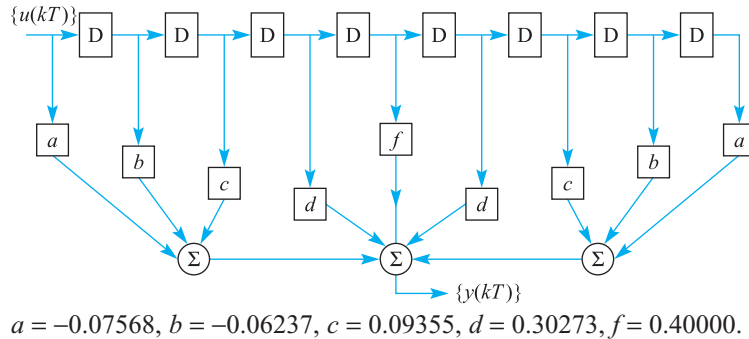 {u(kT)}
D D D D D D D D
a b c d f d c b a
Σ Σ Σ
{y(kT)}
a = −0.07568, b = −0.06237, c = 0.09355, d = 0.30273, f = 0.40000.